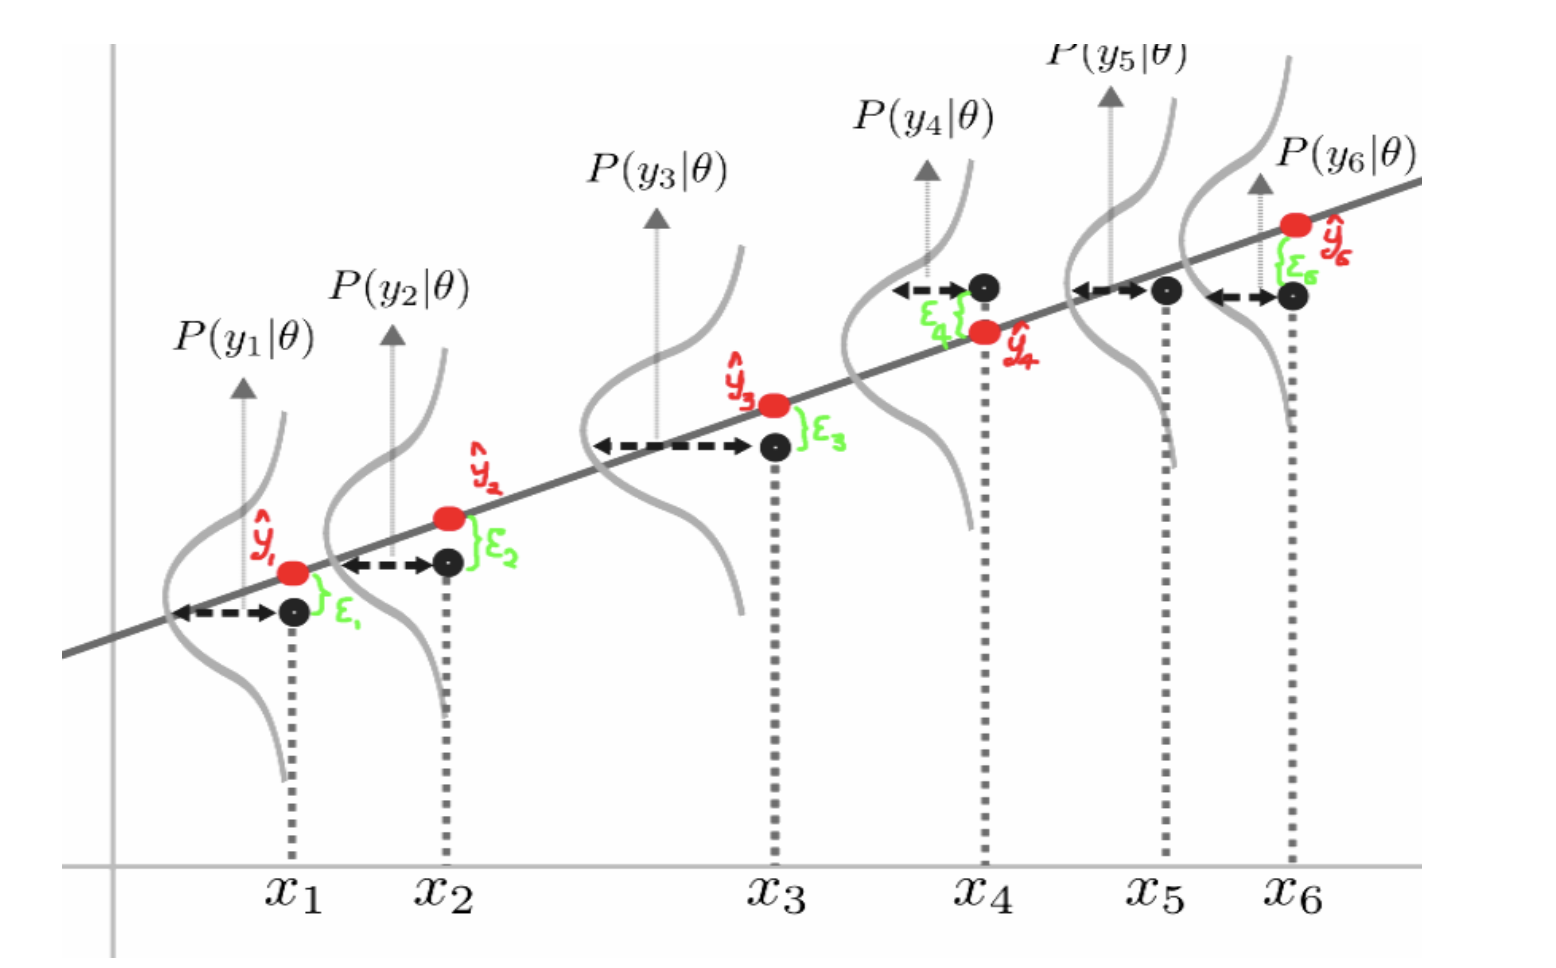 P(y₅|θ)
P(y₄|θ)
P(y₆|θ)
P(y₃|θ)
ŷ₆
ε₆
P(y₂|θ)
ε₄
ŷ₄
P(y₁|θ)
ŷ₃
ε₃
ŷ₂
ŷ₁
ε₂
ε₁
x₁ x₂ x₃ x₄ x₅ x₆